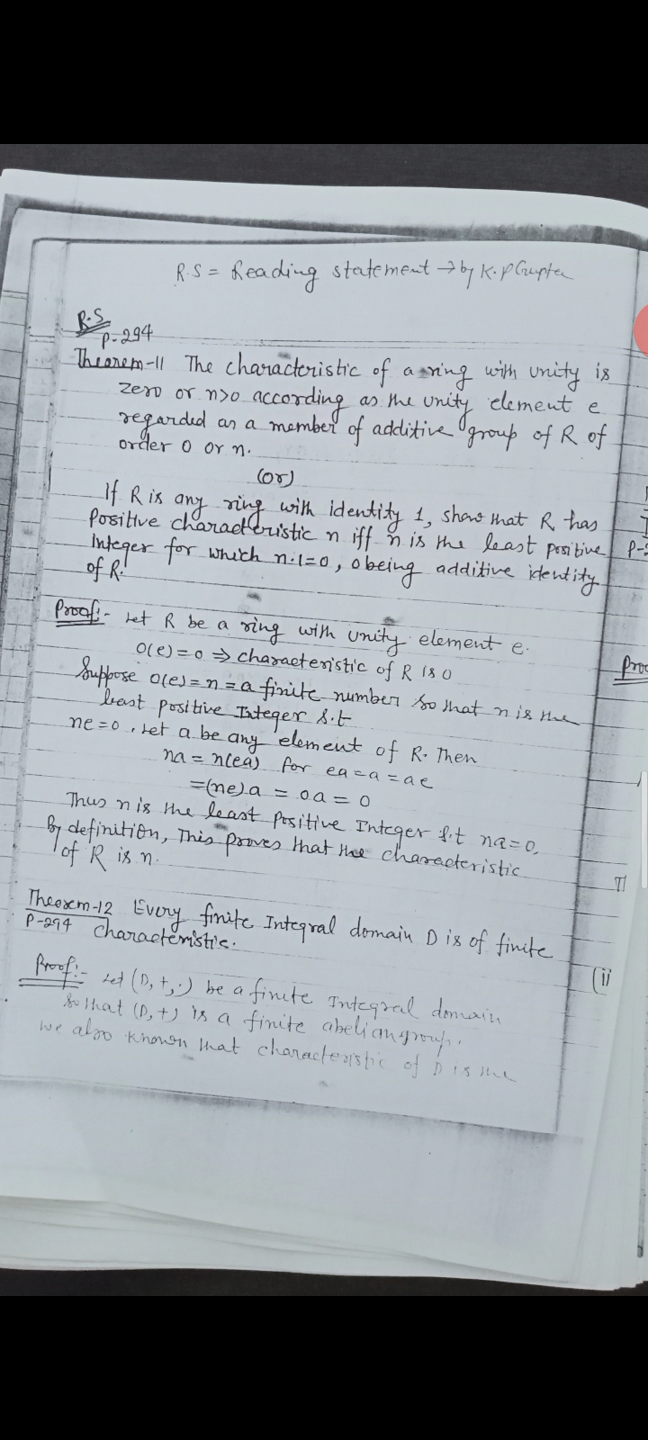 R.S = Reading statement → by K.P Gupta
R.S
P-294
Theorem-11 The characteristic of a ring with unity is
zero or n>o according as the unity element e
regarded as a member of additive group of R of
order 0 or n.
(or)
If R is any ring with identity 1, show that R has
Positive characteristic n iff n is the least positive
Integer for which n.1=0, 0 being additive identity
of R.
Proof:- Let R be a ring with unity element e.
O(e)=0 ⇒ characteristic of R is 0
Suppose O(e)=n=a finite number so that n is the
least positive Integer s.t
ne=0. Let a be any element of R. Then
na = n(ea) for ea=a=ae
=(ne).a = 0a = 0
Thus n is the least positive Integer s.t na=0.
By definition, This proves that the characteristic
of R is n.
Theorem-12 Every finite Integral domain D is of finite
P-294 Characteristic.
Proof:- Let (D,+,.) be a finite Integral domain
so that (D,+) is a finite abelian group.
we also known that characteristic of D is the
P-2
Proo
(ii